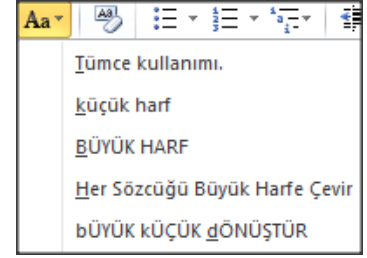 Aa
Tümce kullanımı.
küçük harf
BÜYÜK HARF
Her Sözcüğü Büyük Harfe Çevir
bÜYÜK kÜÇÜK dÖNÜŞTÜR